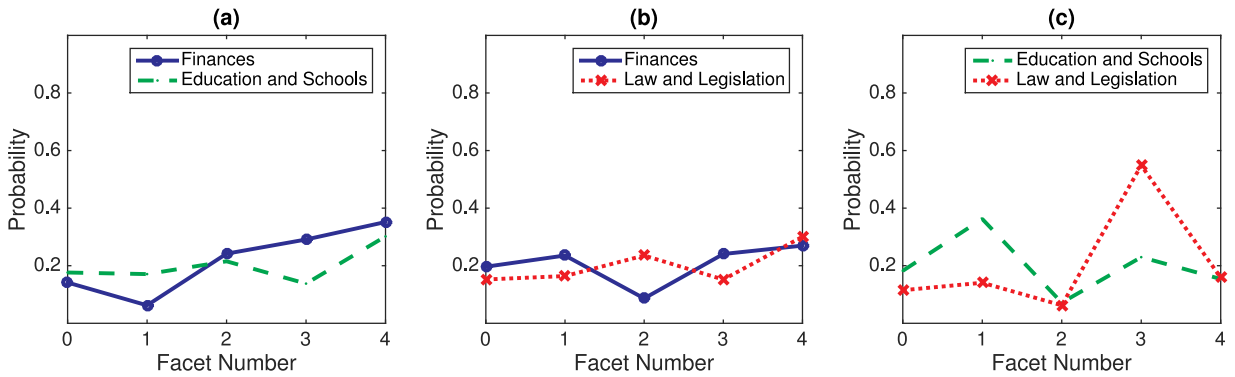 (a)
Finances
Education and Schools
0.8
0.6
0.4
0.2
Probability
0 1 2 3 4
Facet Number
(b)
Finances
Law and Legislation
0.8
0.6
0.4
0.2
Probability
0 1 2 3 4
Facet Number
(c)
Education and Schools
Law and Legislation
0.8
0.6
0.4
0.2
Probability
0 1 2 3 4
Facet Number